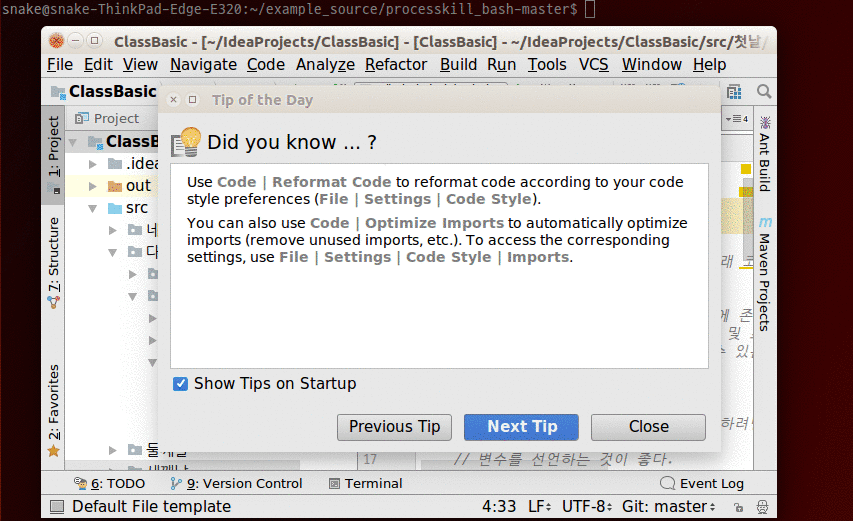 snake@snake-ThinkPad-Edge-E320:~/example_source/processkill_bash-master$
ClassBasic - [~/IdeaProjects/ClassBasic] - [ClassBasic] - ~/IdeaProjects/ClassBasic/src/첫날/
File Edit View Navigate Code Analyze Refactor Build Run Tools VCS Window Help
ClassBasic
Tip of the Day
1: Project
Project
4
Did you know ... ?
ClassB
.idea
out
src
네
다
Use Code | Reformat Code to reformat code according to your code
style preferences (File | Settings | Code Style).
You can also use Code | Optimize Imports to automatically optimize
imports (remove unused imports, etc.). To access the corresponding
settings, use File | Settings | Code Style | Imports.
Ant Build
Maven Projects
7: Structure
2: Favorites
Show Tips on Startup
Previous Tip Next Tip Close
17 // 변수를 선언하는 것이 좋다.
6: TODO 9: Version Control Terminal Event Log
Default File template 4:33 LF UTF-8 Git: master